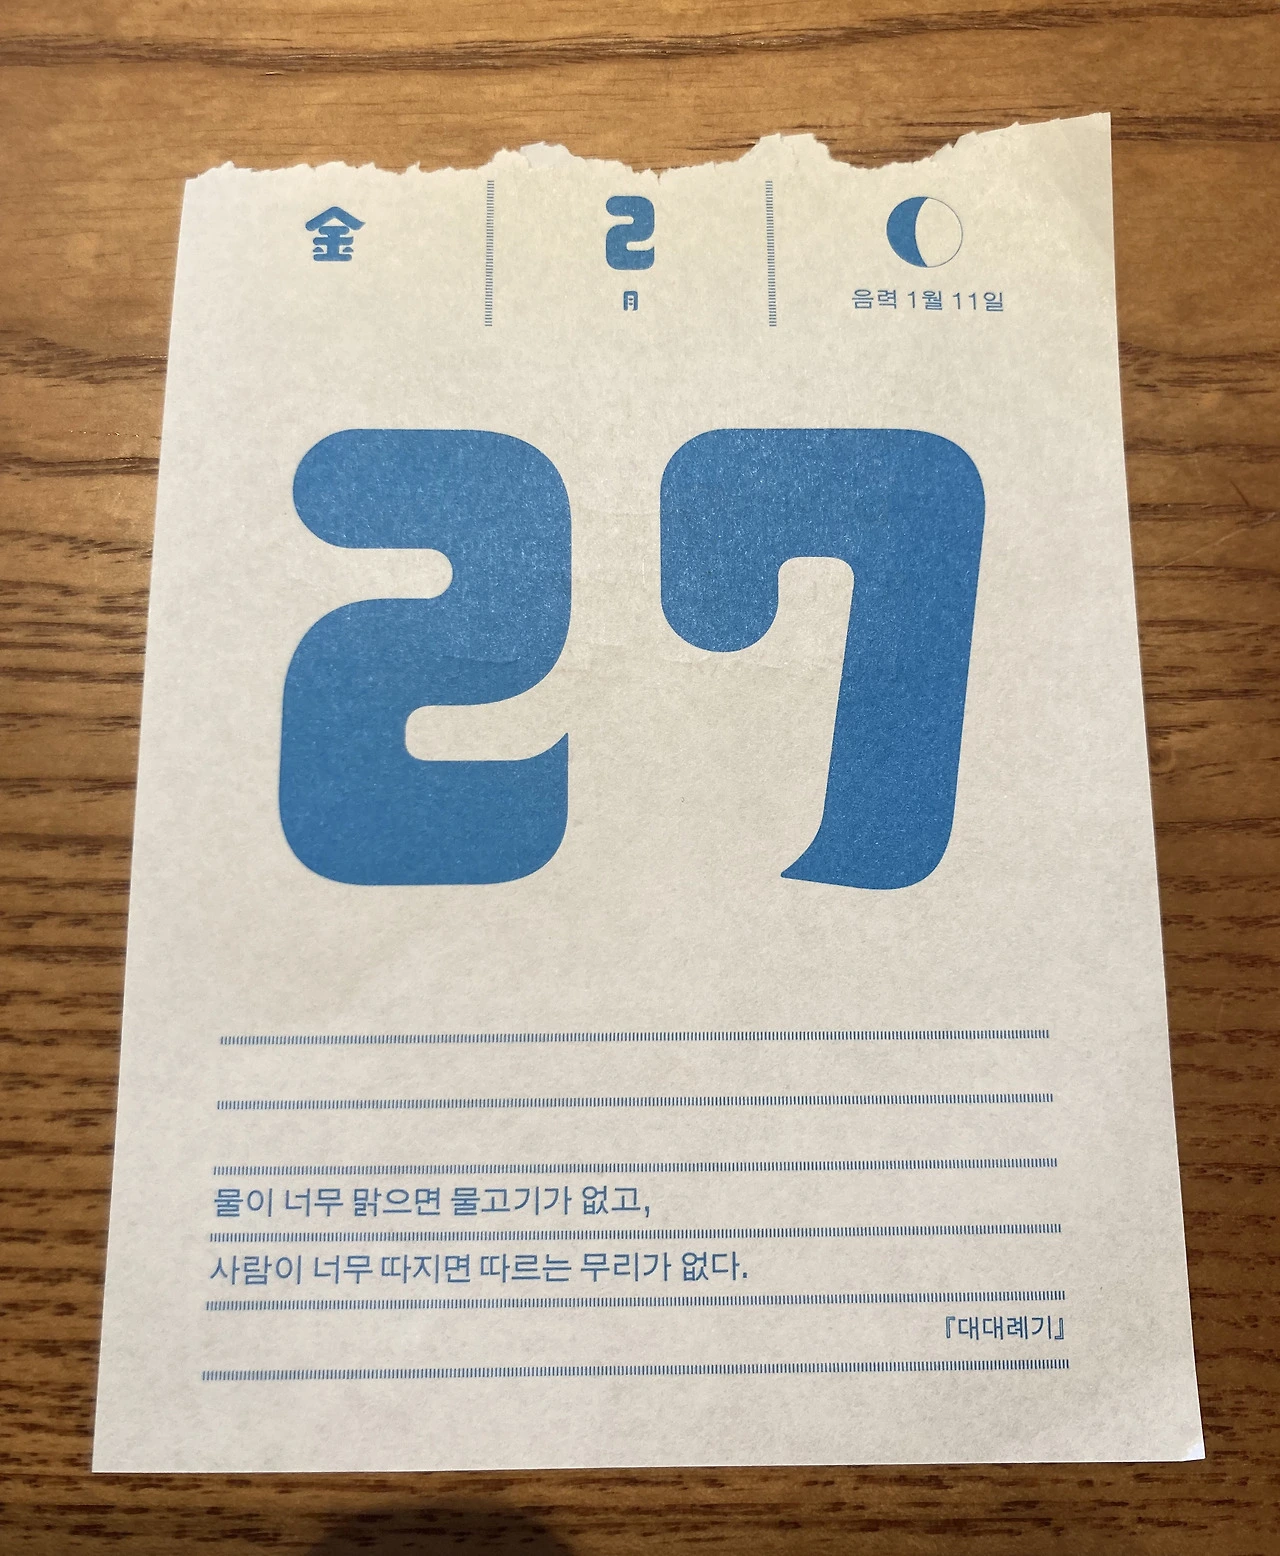 金
2
月
음력 1월 11일
27
물이 너무 맑으면 물고기가 없고,
사람이 너무 따지면 따르는 무리가 없다.
『대대례기』